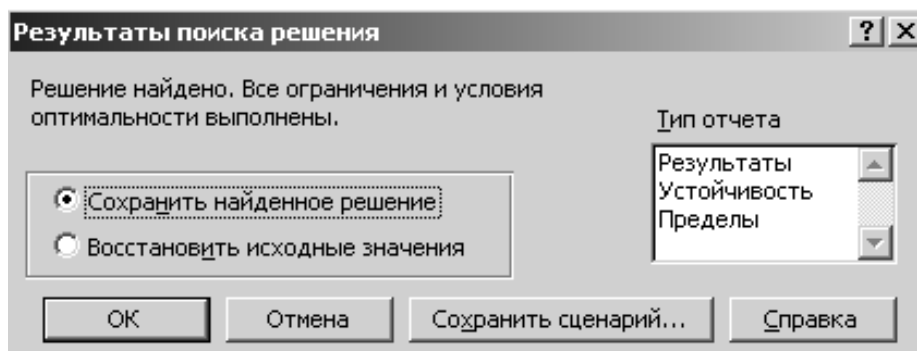 Результаты поиска решения
Решение найдено. Все ограничения и условия
оптимальности выполнены.
Тип отчета
Результаты
Устойчивость
Пределы
Сохранить найденное решение
Восстановить исходные значения
ОК
Отмена
Сохранить сценарий...
Справка